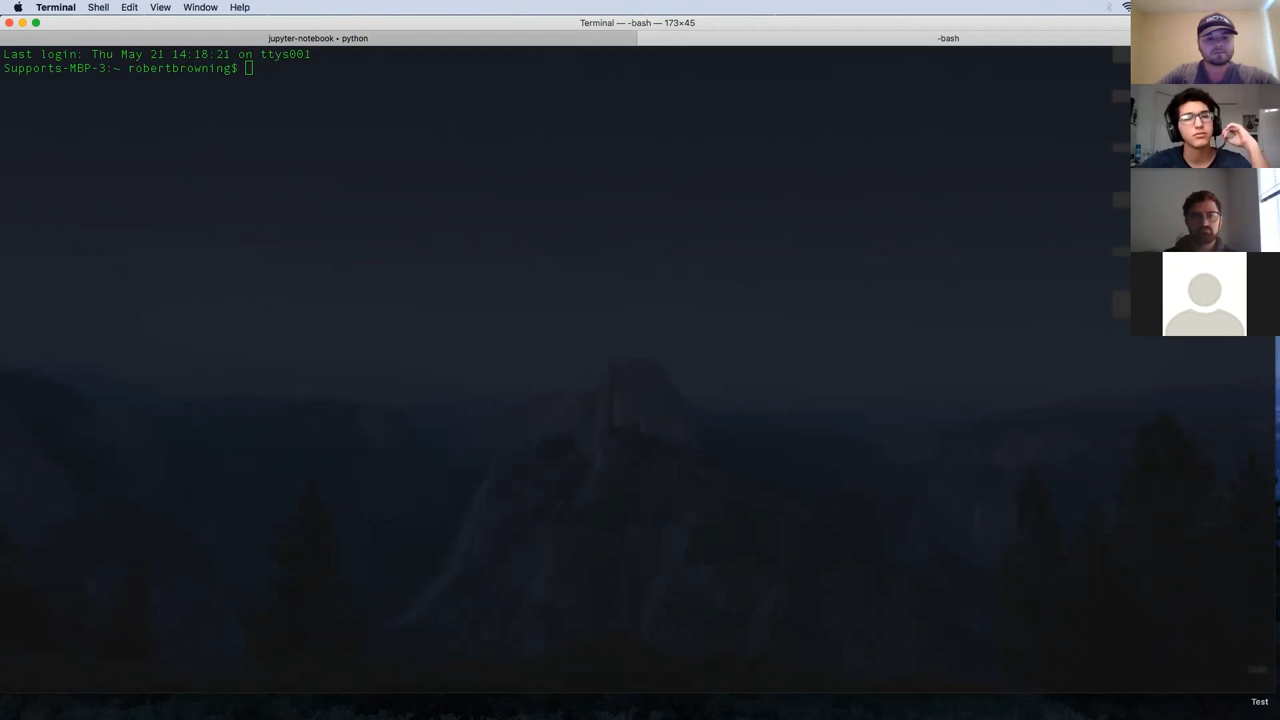 Terminal Shell Edit View Window Help
Terminal — -bash — 173×45
jupyter-notebook • python
-bash
Last login: Thu May 21 14:18:21 on ttys001
Supports-MBP-3:~ robertbrowning$
Test